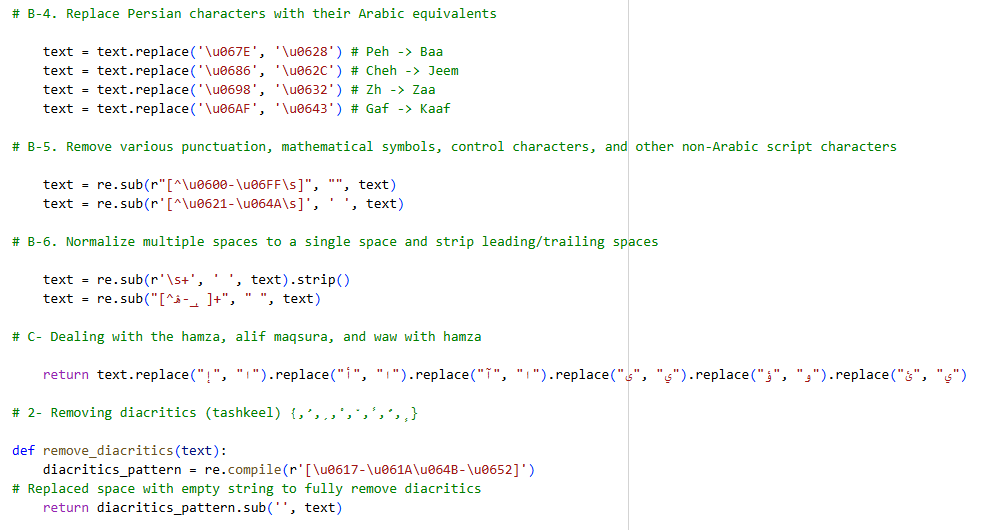 # B-4. Replace Persian characters with their Arabic equivalents
text = text.replace('\u067E', '\u0628') # Peh -> Baa
text = text.replace('\u0686', '\u062C') # Cheh -> Jeem
text = text.replace('\u0698', '\u0632') # Zh -> Zaa
text = text.replace('\u06AF', '\u0643') # Gaf -> Kaaf
# B-5. Remove various punctuation, mathematical symbols, control characters, and other non-Arabic script characters
text = re.sub(r"[^\u0600-\u06FF\s]", "", text)
text = re.sub(r'[^\u0621-\u064A\s]', ' ', text)
# B-6. Normalize multiple spaces to a single space and strip leading/trailing spaces
text = re.sub(r'\s+', ' ', text).strip()
text = re.sub( " ", text)
# C- Dealing with the hamza, alif maqsura, and waw with hamza
return text.replace("إ", "ا").replace("أ", "ا").replace("آ", "ا").replace("ى", "ي").replace("ؤ", "و").replace("ئ", "ي")
# 2- Removing diacritics (tashkeel)
def remove_diacritics(text):
diacritics_pattern = re.compile(r'[\u0617-\u061A\u064B-\u0652]')
# Replaced space with empty string to fully remove diacritics
return diacritics_pattern.sub('', text)